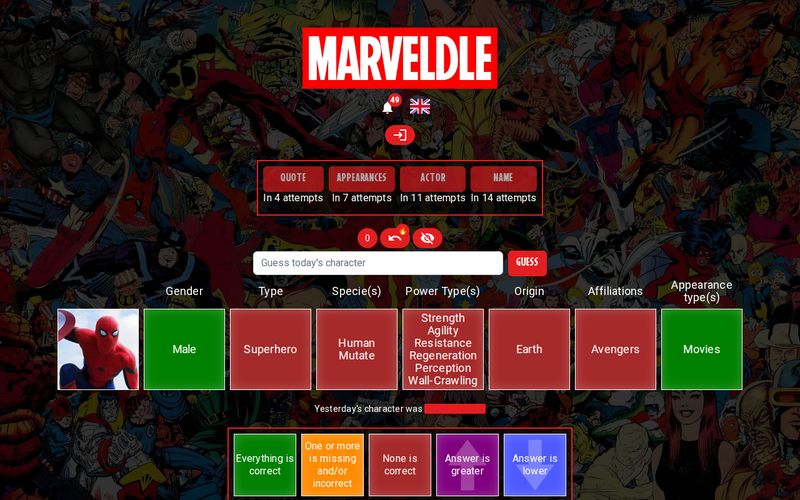 MARVELDLE
49
QUOTE APPEARANCES ACTOR NAME
In 4 attempts In 7 attempts In 11 attempts In 14 attempts
0
Guess today's character GUESS
Gender Type Specie(s) Power Type(s) Origin Affiliations Appearance
type(s)
Male
Superhero
Human
Mutate
Strength
Agility
Resistance
Regeneration
Perception
Wall-Crawling
Earth
Avengers
Movies
Yesterday's character was
Everything is
correct
One or more
is missing
and/or
incorrect
None is
correct
Answer is
greater
Answer is
lower